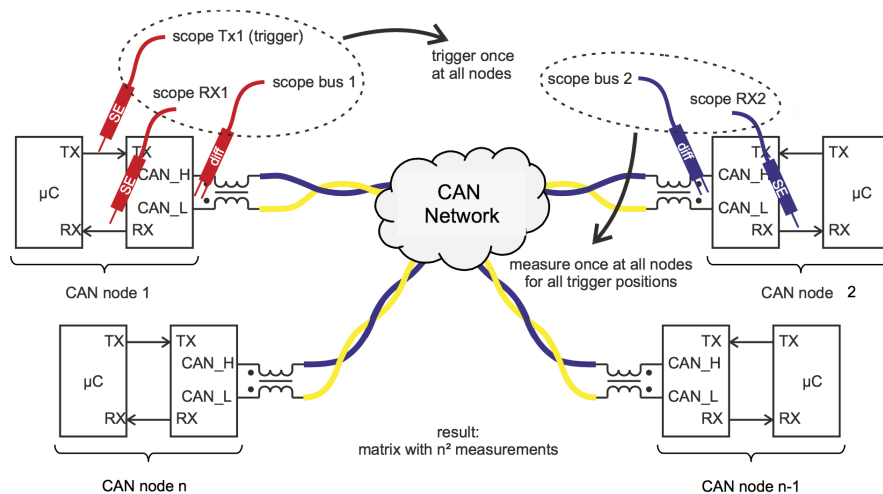 scope Tx1 (trigger)
scope RX1
scope bus 1
trigger once
at all nodes
scope bus 2
scope RX2
SE
SE
diff
diff
SE
TX
TX
µC
CAN_H
CAN_L
RX
RX
CAN node 1
CAN
Network
TX
TX
CAN_H
CAN_L
µC
RX
RX
CAN node 2
measure once at all nodes
for all trigger positions
TX
TX
µC
CAN_H
CAN_L
RX
RX
CAN node n
result:
matrix with n² measurements
TX
TX
CAN_H
CAN_L
µC
RX
RX
CAN node n-1